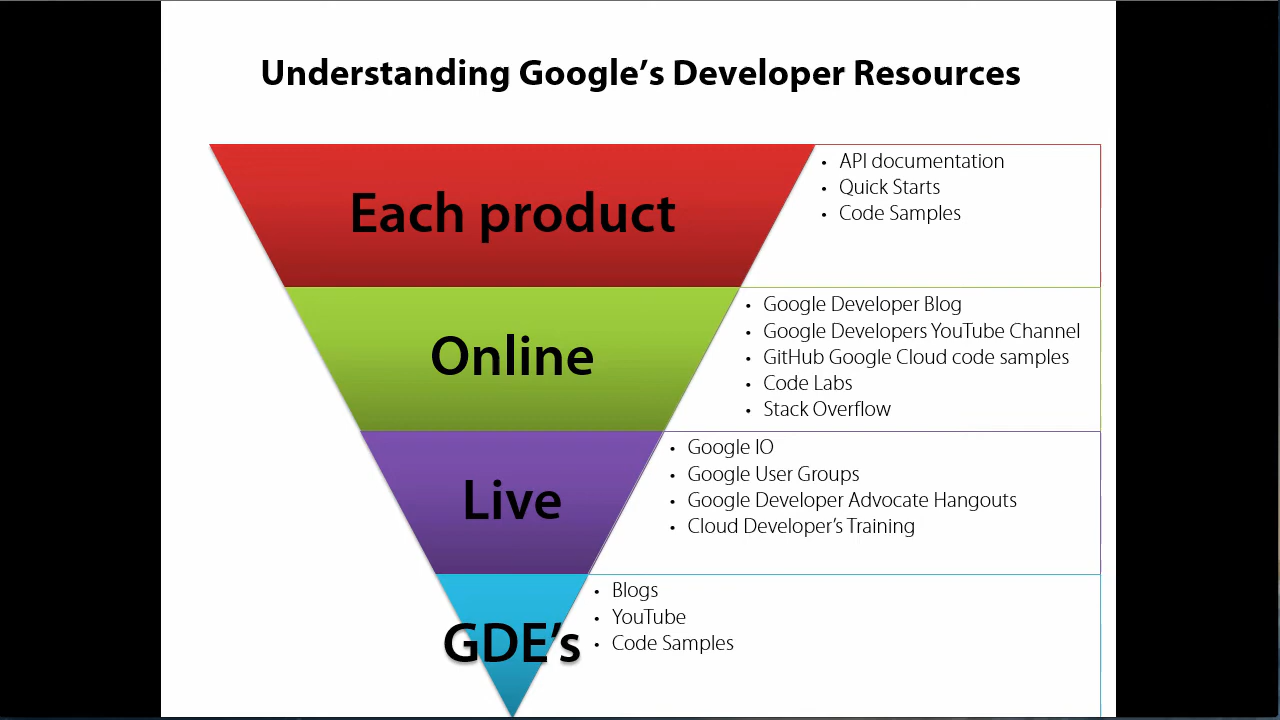 Understanding Google’s Developer Resources
Each product
• API documentation
• Quick Starts
• Code Samples
Online
• Google Developer Blog
• Google Developers YouTube Channel
• GitHub Google Cloud code samples
• Code Labs
• Stack Overflow
Live
• Google IO
• Google User Groups
• Google Developer Advocate Hangouts
• Cloud Developer’s Training
GDE’s
• Blogs
• YouTube
• Code Samples